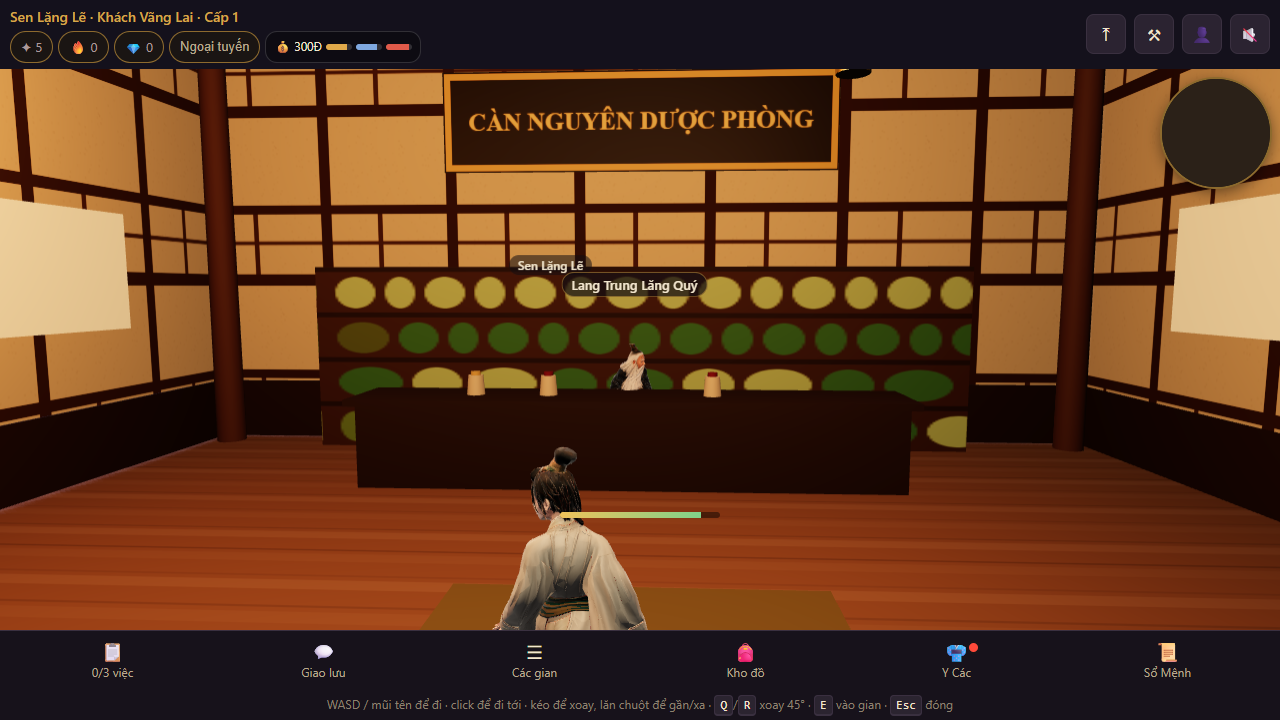 Sen Lặng Lẽ · Khách Vãng Lai · Cấp 1
✦ 5
0
0
Ngoại tuyến
300Đ
CÀN NGUYÊN DƯỢC PHÒNG
Sen Lặng Lẽ
Lang Trung Lăng Quý
0/3 việc
Giao lưu
Các gian
Kho đồ
Y Các
Sổ Mệnh
WASD / mũi tên để đi · click để đi tới · kéo để xoay, lăn chuột để gần/xa · Q / R xoay 45° · E vào gian · Esc đóng